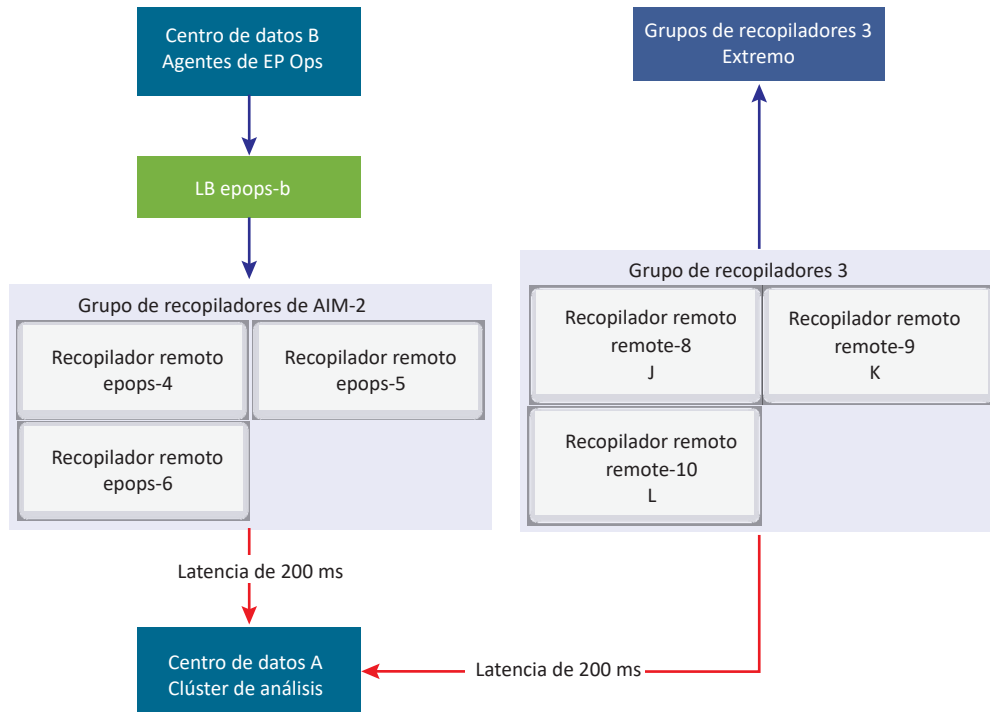 Centro de datos B
Agentes de EP Ops
LB epops-b
Grupo de recopiladores de AIM-2
Recopilador remoto
epops-4
Recopilador remoto
epops-5
Recopilador remoto
epops-6
Latencia de 200 ms
Centro de datos A
Clúster de análisis
Grupos de recopiladores 3
Extremo
Grupo de recopiladores 3
Recopilador remoto
remote-8
J
Recopilador remoto
remote-9
K
Recopilador remoto
remote-10
L
Latencia de 200 ms